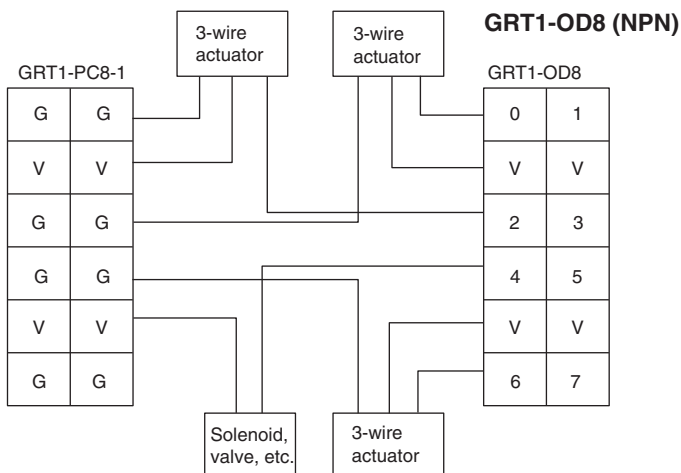 GRT1-OD8 (NPN)
3-wire
actuator
3-wire
actuator
GRT1-PC8-1
GRT1-OD8
G G
0 1
V V
V V
G G
2 3
G G
4 5
V V
V V
G G
6 7
Solenoid,
valve, etc.
3-wire
actuator